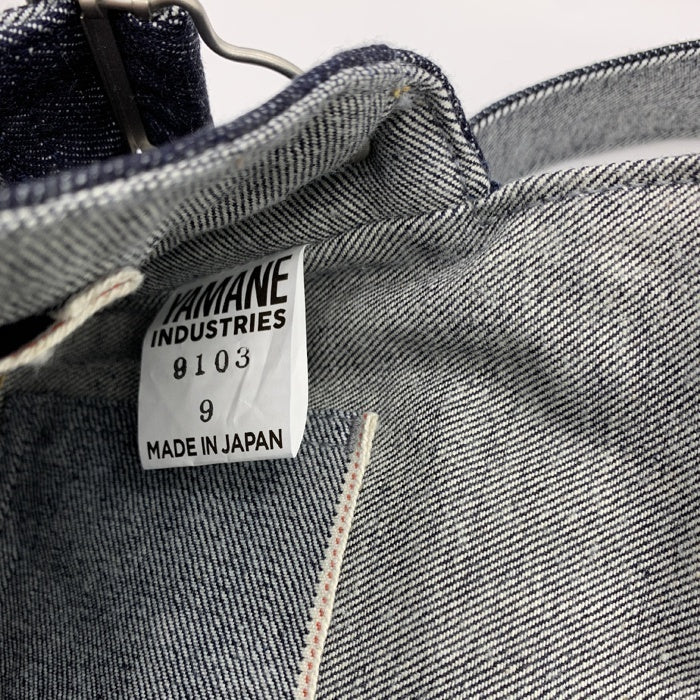 YAMANE
INDUSTRIES
9103
9
MADE IN JAPAN